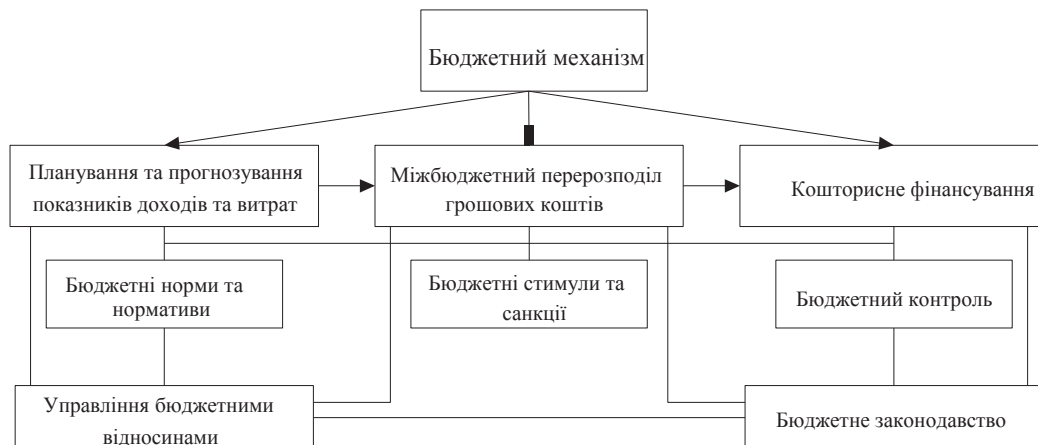 Бюджетний механізм
Планування та прогнозування
показників доходів та витрат
Міжбюджетний перерозподіл
грошових коштів
Кошторисне фінансування
Бюджетні норми та
нормативи
Бюджетні стимули та
санкції
Бюджетний контроль
Управління бюджетними
відносинами
Бюджетне законодавство